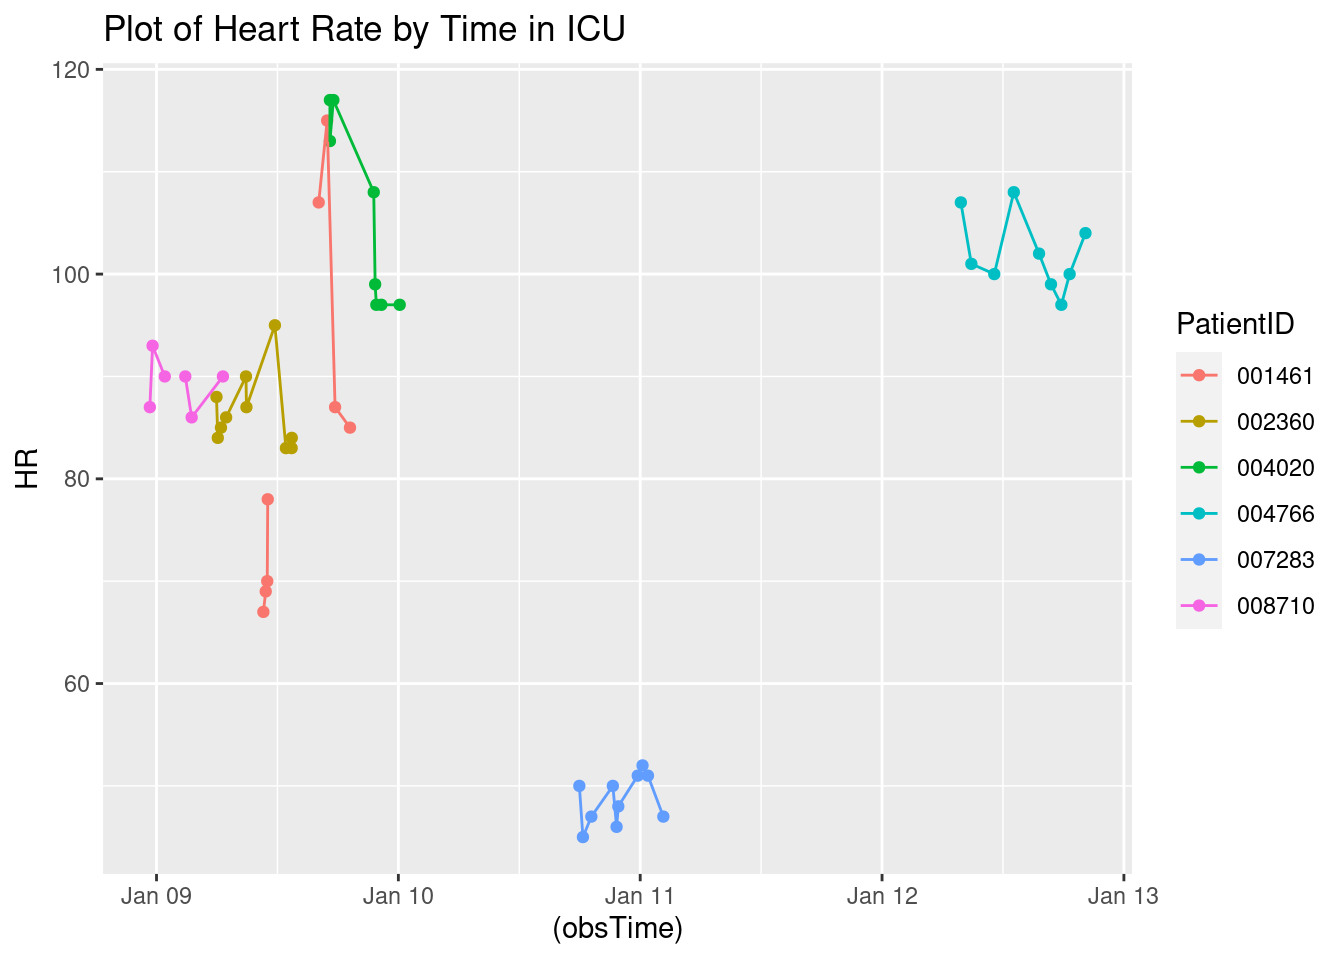 Plot of Heart Rate by Time in ICU
120
100
80
60
HR
Jan 09 Jan 10 Jan 11 Jan 12 Jan 13
(obsTime)
PatientID
001461
002360
004020
004766
007283
008710